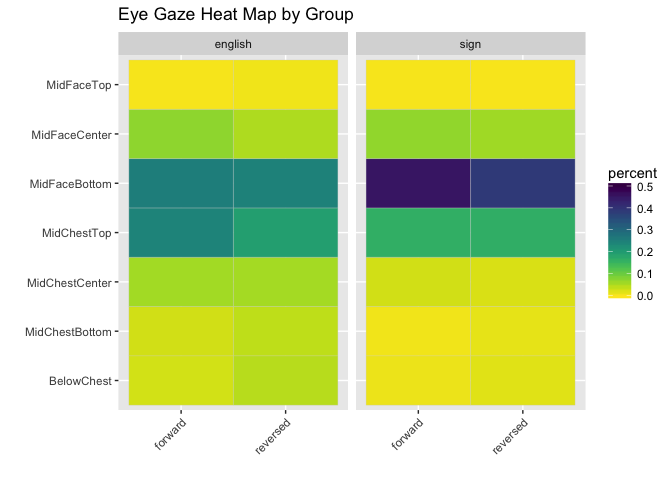 Eye Gaze Heat Map by Group
english
sign
MidFaceTop
MidFaceCenter
MidFaceBottom
MidChestTop
MidChestCenter
MidChestBottom
BelowChest
forward
reversed
forward
reversed
percent
0.5
0.4
0.3
0.2
0.1
0.0